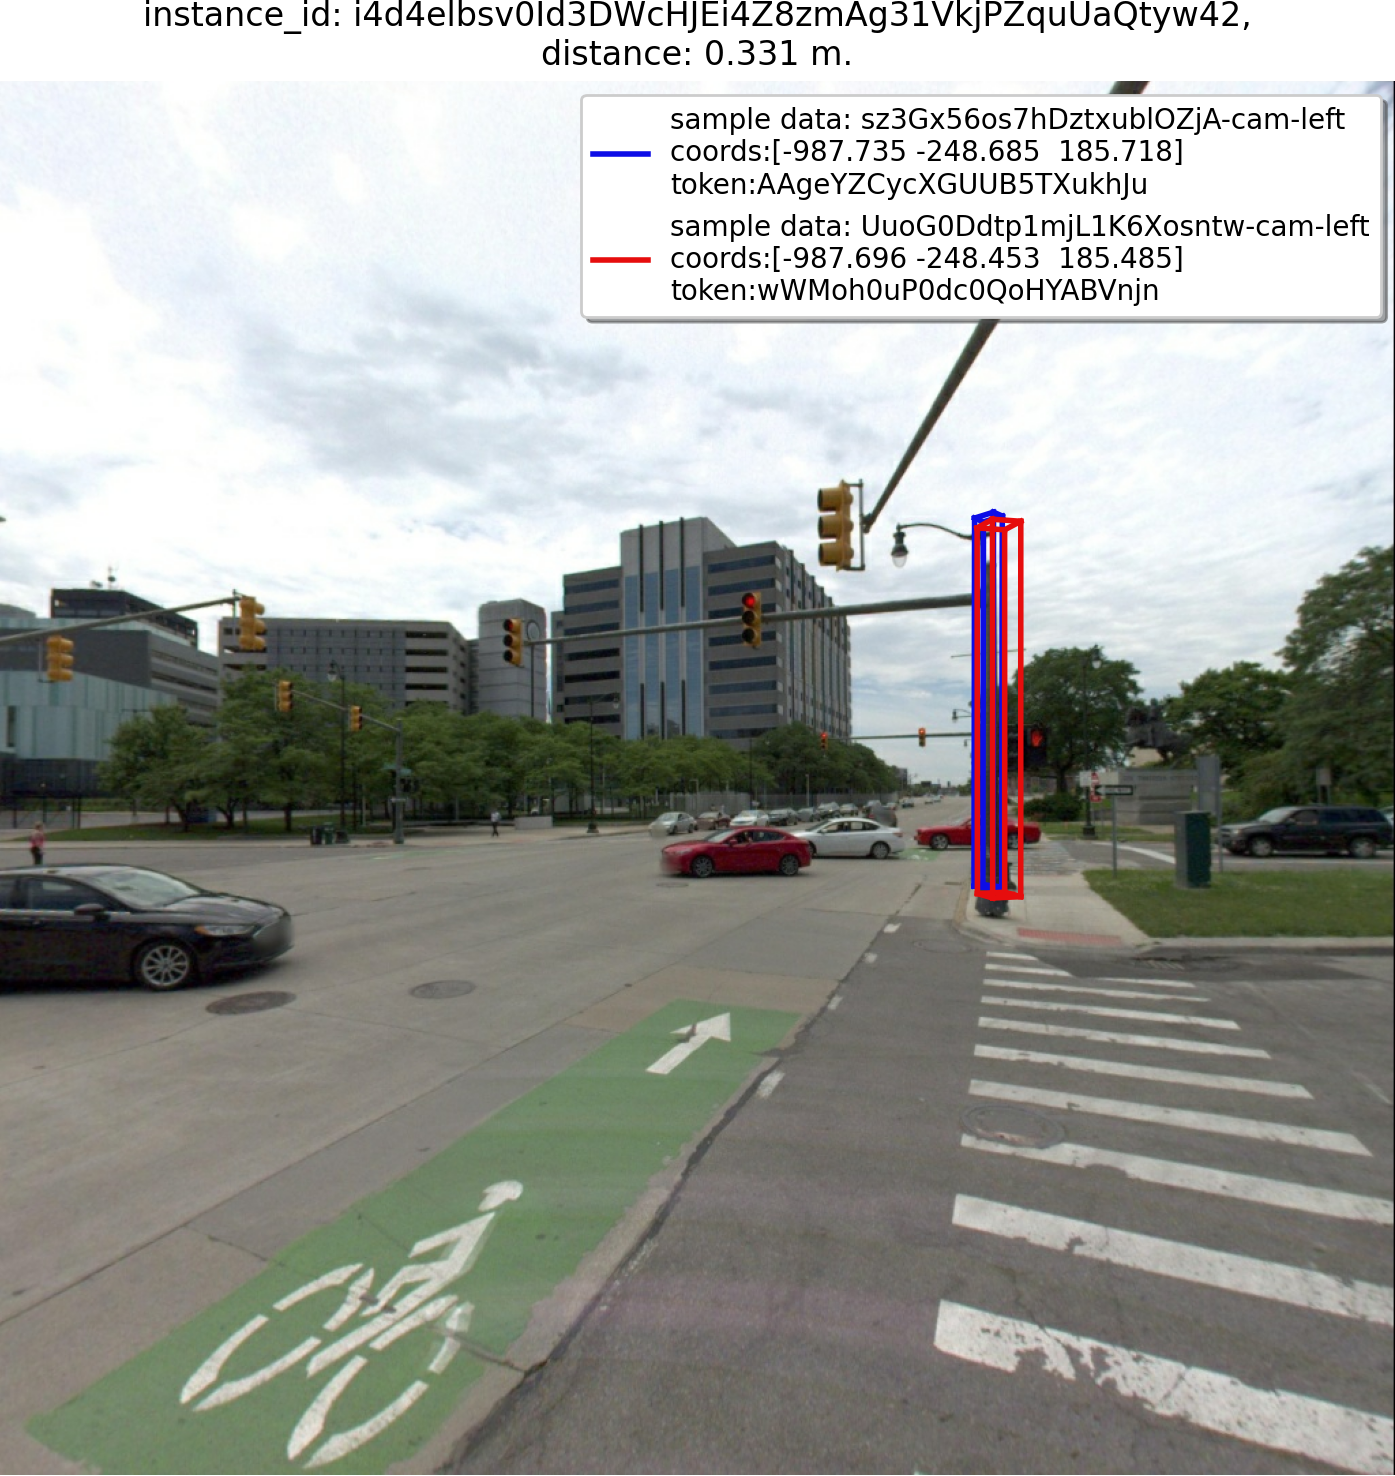 instance_id: i4d4elbsv0Id3DWcHJEi4Z8zmAg31VkjPZquUaQtyw42,
distance: 0.331 m.
sample data: sz3Gx56os7hDztxublOZjA-cam-left
coords:[-987.735 -248.685  185.718]
token:AAgeYZCycXGUUB5TXukhJu
sample data: UuoG0Ddtp1mjL1K6Xosntw-cam-left
coords:[-987.696 -248.453  185.485]
token:wWMoh0uP0dc0QoHYABVnjn